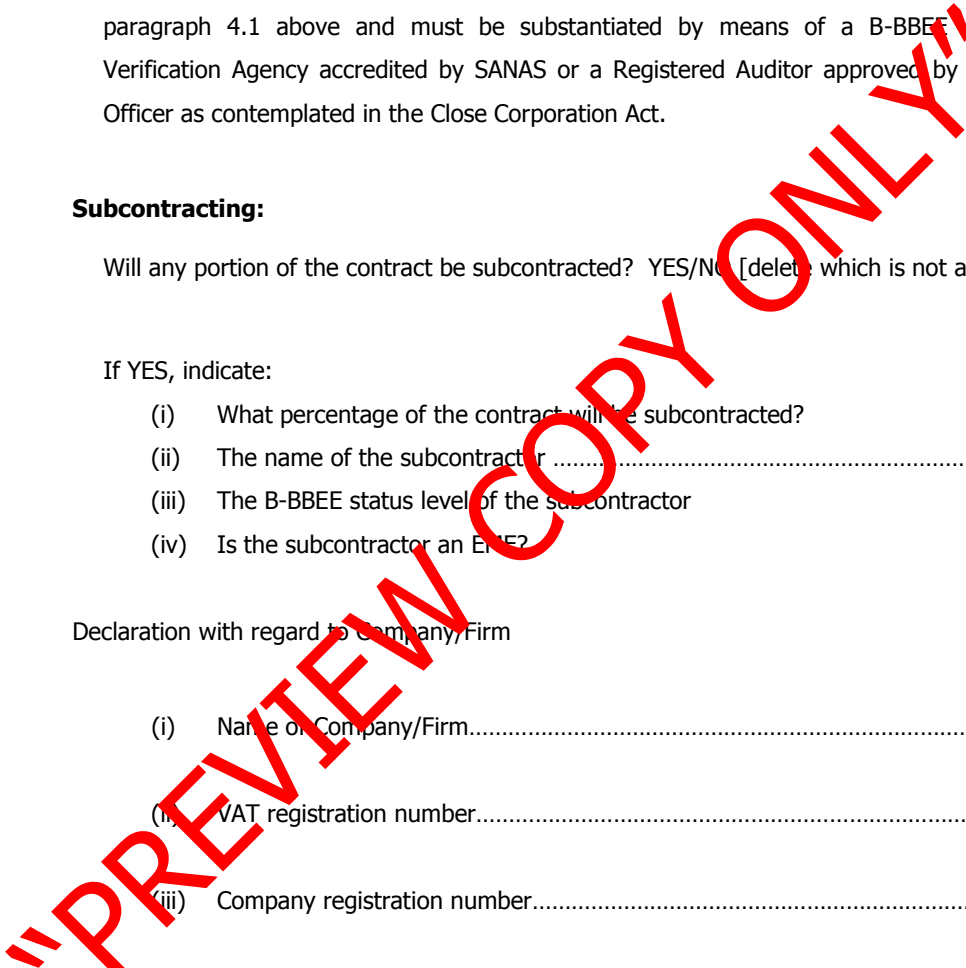 paragraph 4.1 above and must be substantiated by means of a B-BBEE
Verification Agency accredited by SANAS or a Registered Auditor approved by
Officer as contemplated in the Close Corporation Act.
Subcontracting:
Will any portion of the contract be subcontracted? YES/NO [delete which is not a
If YES, indicate:
(i) What percentage of the contract will be subcontracted?
(ii) The name of the subcontractor ……………………………………………………………
(iii) The B-BBEE status level of the subcontractor
(iv) Is the subcontractor an EME?
Declaration with regard to Company/Firm
(i) Name of Company/Firm……………………………………………………………………
(ii) VAT registration number……………………………………………………………………
(iii) Company registration number…………………………………………………………
"PREVIEW COPY ONLY"